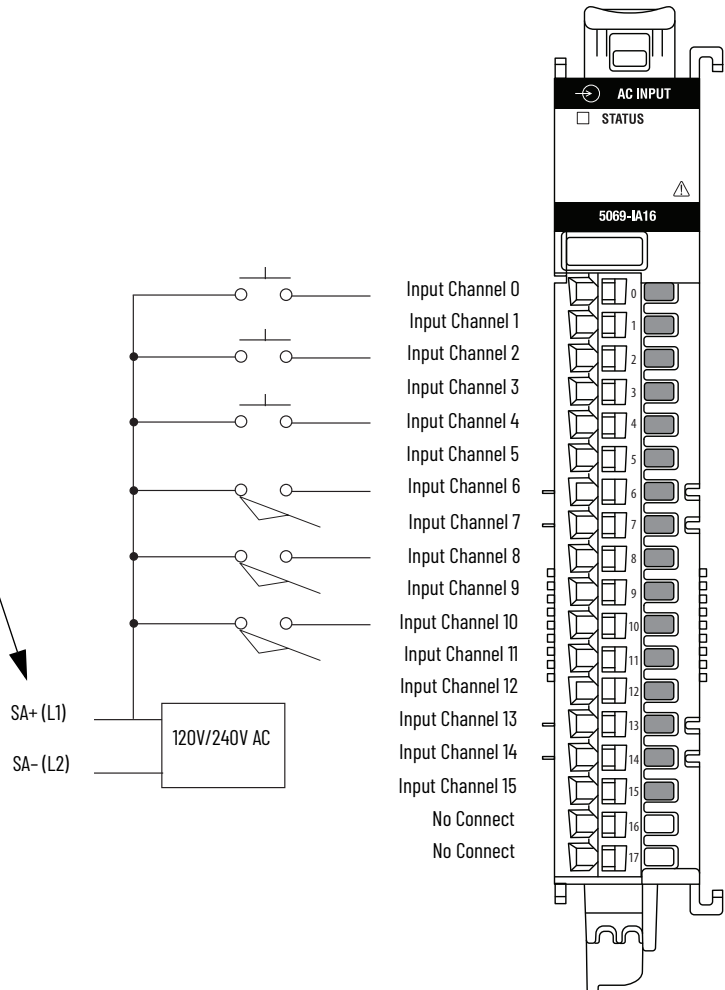 AC INPUT
STATUS
5069-IA16
Input Channel 0
Input Channel 1
Input Channel 2
Input Channel 3
Input Channel 4
Input Channel 5
Input Channel 6
Input Channel 7
Input Channel 8
Input Channel 9
Input Channel 10
Input Channel 11
Input Channel 12
Input Channel 13
Input Channel 14
Input Channel 15
No Connect
No Connect
0
1
2
3
4
5
6
7
8
9
10
11
12
13
14
15
16
17
SA+ (L1)
SA– (L2)
120V/240V AC